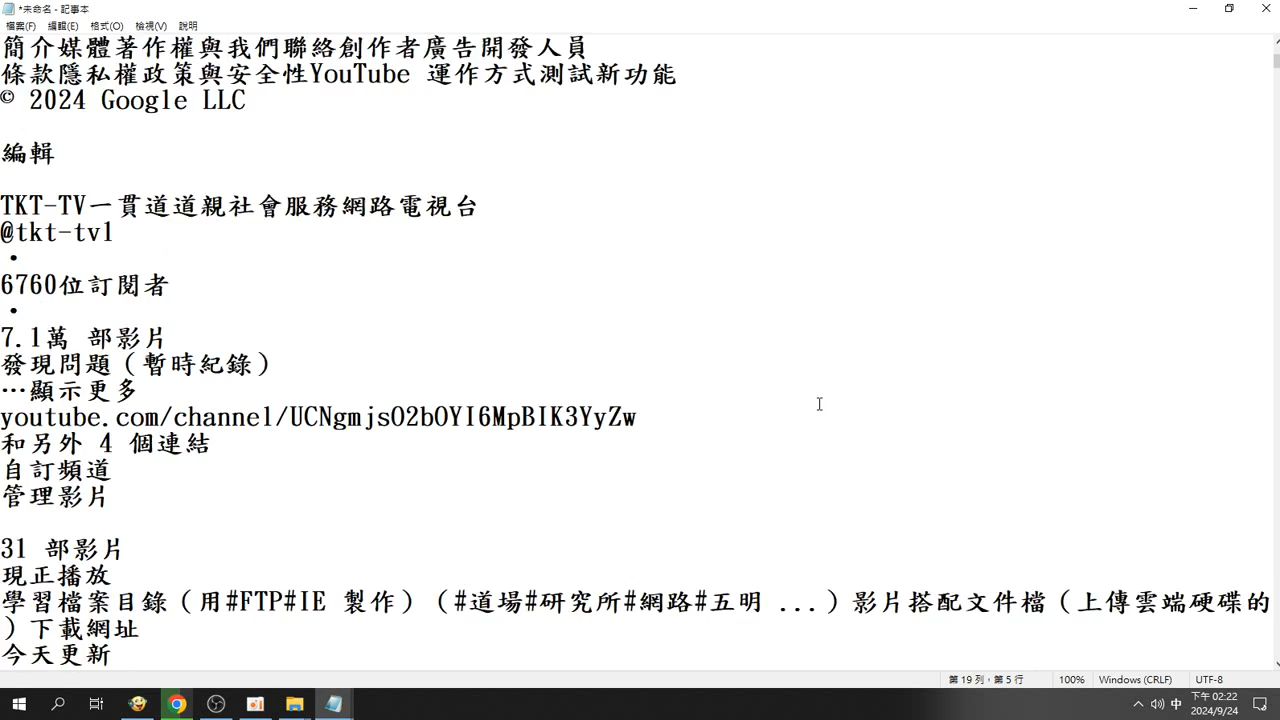 *未命名 - 記事本
檔案(F) 編輯(E) 格式(O) 檢視(V) 說明
簡介媒體著作權與我們聯絡創作者廣告開發人員
條款隱私權政策與安全性YouTube 運作方式測試新功能
© 2024 Google LLC
編輯
TKT-TV一貫道道親社會服務網路電視台
@tkt-tv1
•
6760位訂閱者
•
7.1萬 部影片
發現問題（暫時紀錄）
…顯示更多
youtube.com/channel/UCNgmjsO2bOYI6MpBIK3YyZw
和另外 4 個連結
自訂頻道
管理影片
31 部影片
現正播放
學習檔案目錄（用#FTP#IE 製作）（#道場#研究所#網路#五明 ...）影片搭配文件檔（上傳雲端硬碟的
）下載網址
今天更新
第 19 列，第 5 行 100% Windows (CRLF) UTF-8
中 下午 02:22
2024/9/24